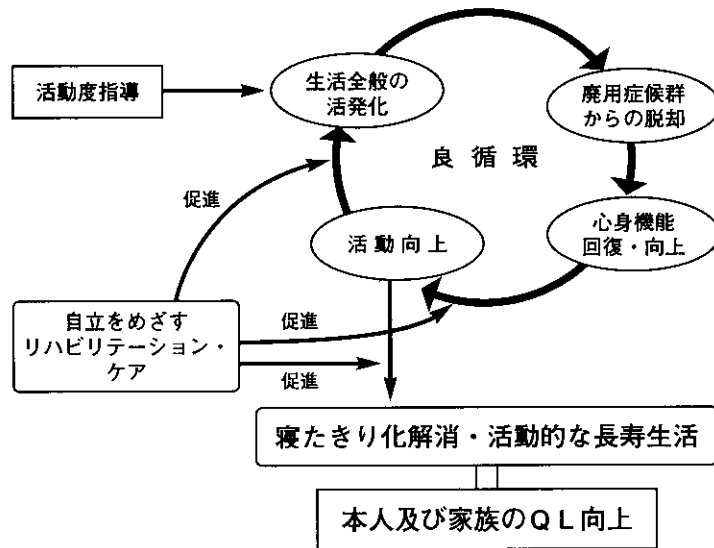 生活全般の
活発化
活動度指導
廃用症候群
からの脱却
良循環
促進
活動向上
心身機能
回復・向上
自立をめざす
リハビリテーション・
ケア
促進
促進
寝たきり化解消・活動的な長寿生活
本人及び家族のQL向上